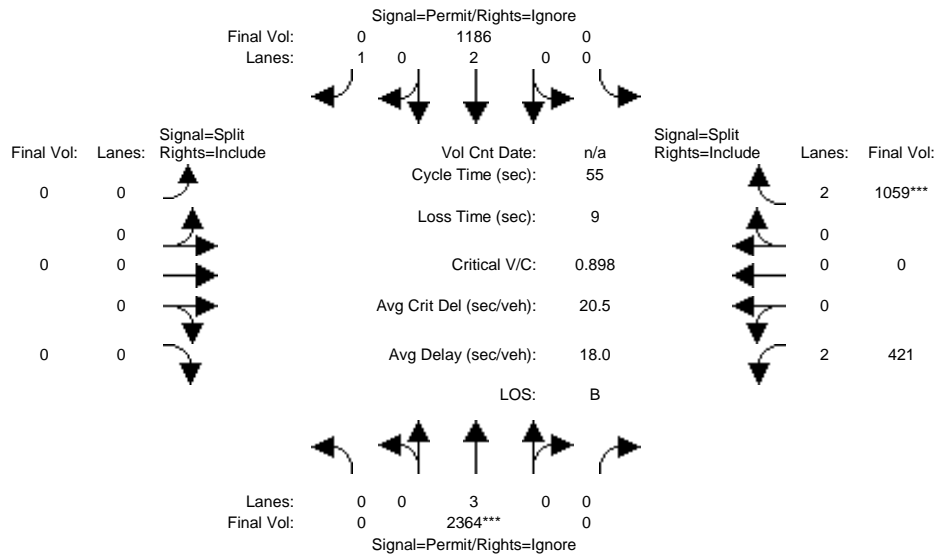 Signal=Permit/Rights=Ignore
Final Vol: 0 1186 0
Lanes: 1 0 2 0 0
Signal=Split Signal=Split
Final Vol: Lanes: Rights=Include Vol Cnt Date: n/a Rights=Include Lanes: Final Vol:
Cycle Time (sec): 55
0 0 2 1059***
Loss Time (sec): 9
0 0
0 0 Critical V/C: 0.898 0 0
0 Avg Crit Del (sec/veh): 20.5 0
0 0 Avg Delay (sec/veh): 18.0 2 421
LOS: B
Lanes: 0 0 3 0 0
Final Vol: 0 2364*** 0
Signal=Permit/Rights=Ignore